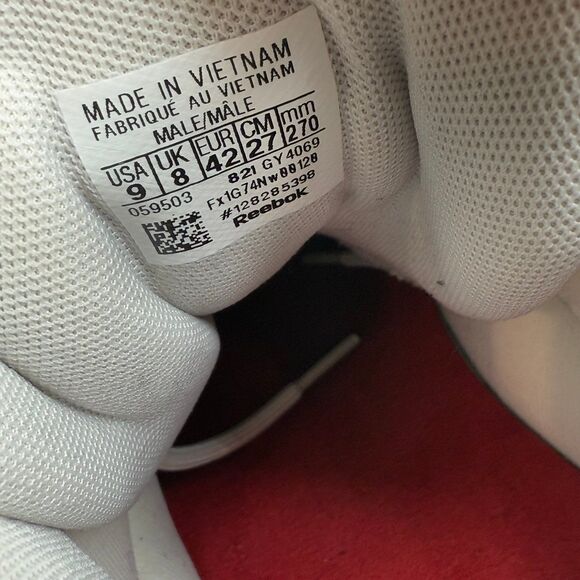 MADE IN VIETNAM
FABRIQUÉ AU VIETNAM
MALE/MÂLE
USA UK EUR CM mm
9 8 42 27 270
059503 821 GY4069
Fx1G74Nw00120
#128285398
Reebok